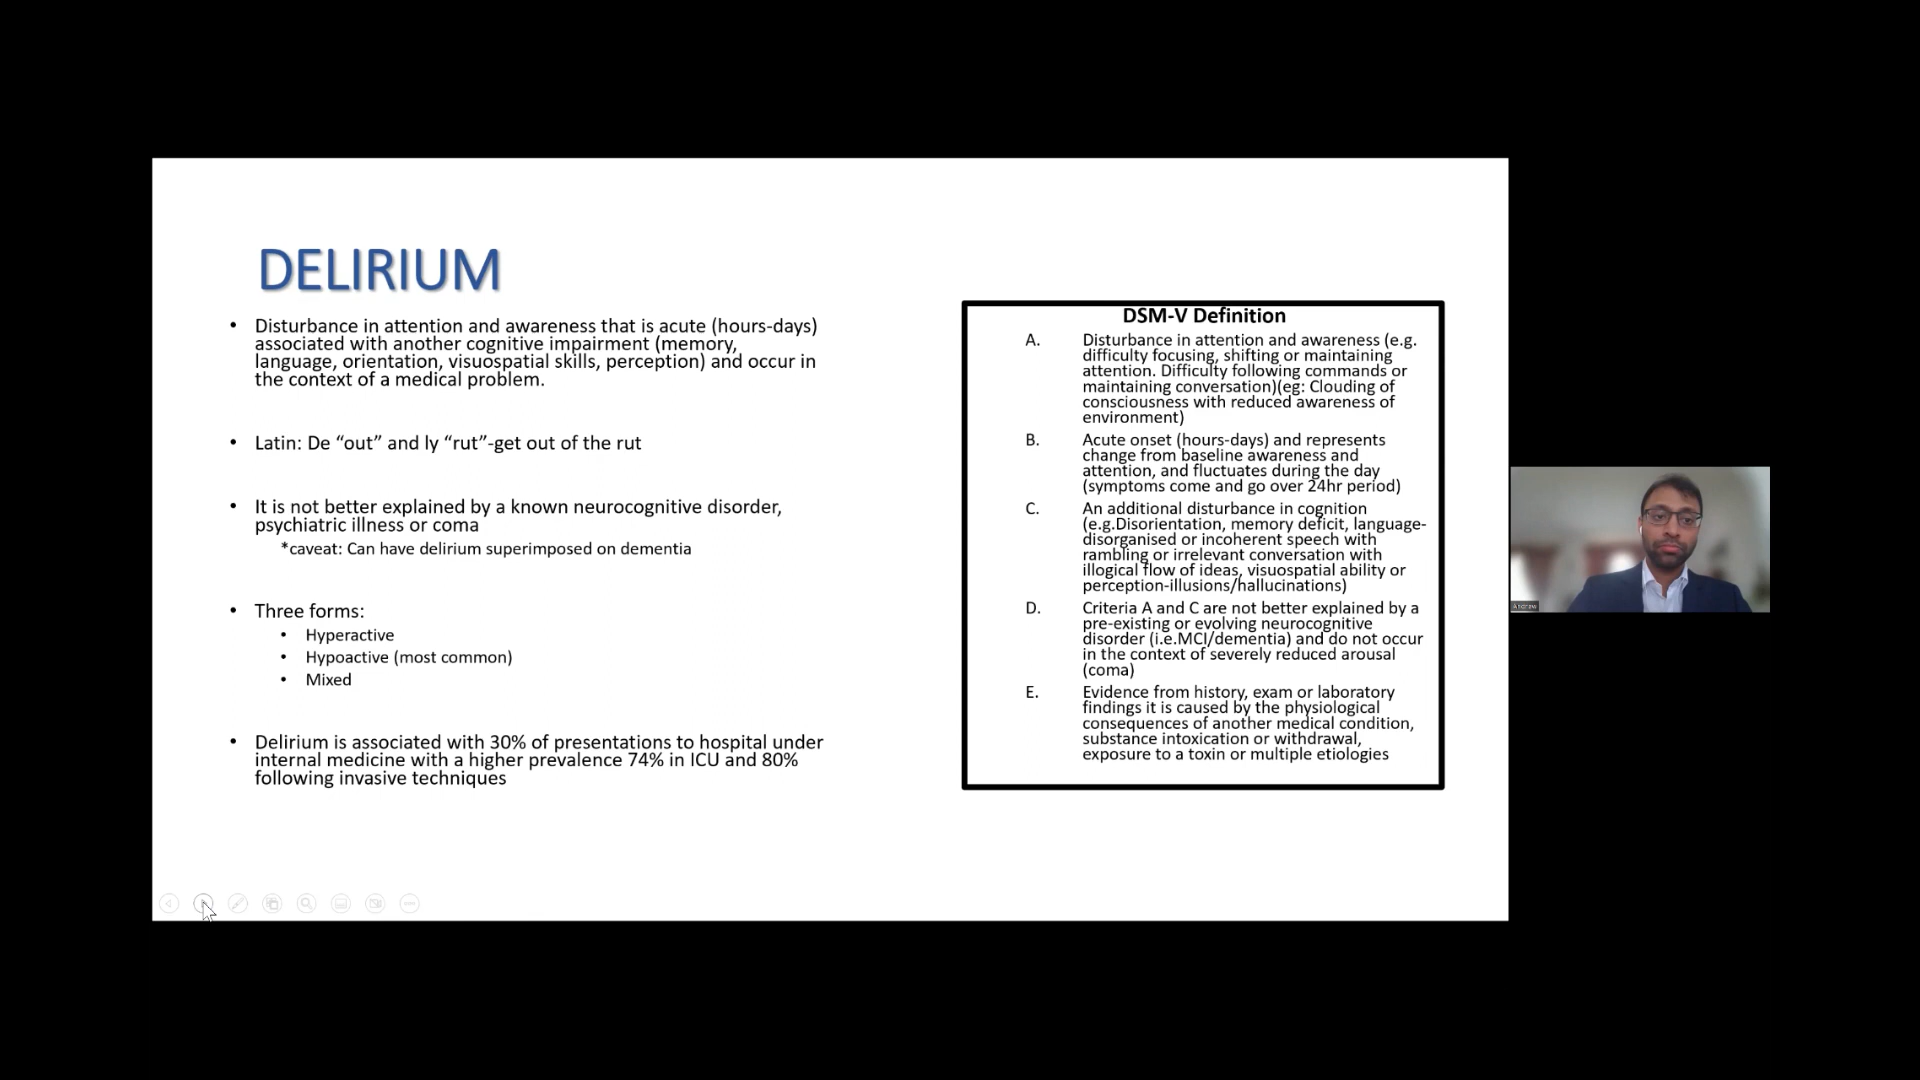 DELIRIUM
• Disturbance in attention and awareness that is acute (hours-days)
associated with another cognitive impairment (memory,
language, orientation, visuospatial skills, perception) and occur in
the context of a medical problem.
• Latin: De “out” and ly “rut”-get out of the rut
• It is not better explained by a known neurocognitive disorder,
psychiatric illness or coma
*caveat: Can have delirium superimposed on dementia
• Three forms:
• Hyperactive
• Hypoactive (most common)
• Mixed
• Delirium is associated with 30% of presentations to hospital under
internal medicine with a higher prevalence 74% in ICU and 80%
following invasive techniques
DSM-V Definition
A. Disturbance in attention and awareness (e.g.
difficulty focusing, shifting or maintaining
attention. Difficulty following commands or
maintaining conversation)(eg: Clouding of
consciousness with reduced awareness of
environment)
B. Acute onset (hours-days) and represents
change from baseline awareness and
attention, and fluctuates during the day
(symptoms come and go over 24hr period)
C. An additional disturbance in cognition
(e.g.Disorientation, memory deficit, language-
disorganised or incoherent speech with
rambling or irrelevant conversation with
illogical flow of ideas, visuospatial ability or
perception-illusions/hallucinations)
D. Criteria A and C are not better explained by a
pre-existing or evolving neurocognitive
disorder (i.e.MCI/dementia) and do not occur
in the context of severely reduced arousal
(coma)
E. Evidence from history, exam or laboratory
findings it is caused by the physiological
consequences of another medical condition,
substance intoxication or withdrawal,
exposure to a toxin or multiple etiologies
Andrew